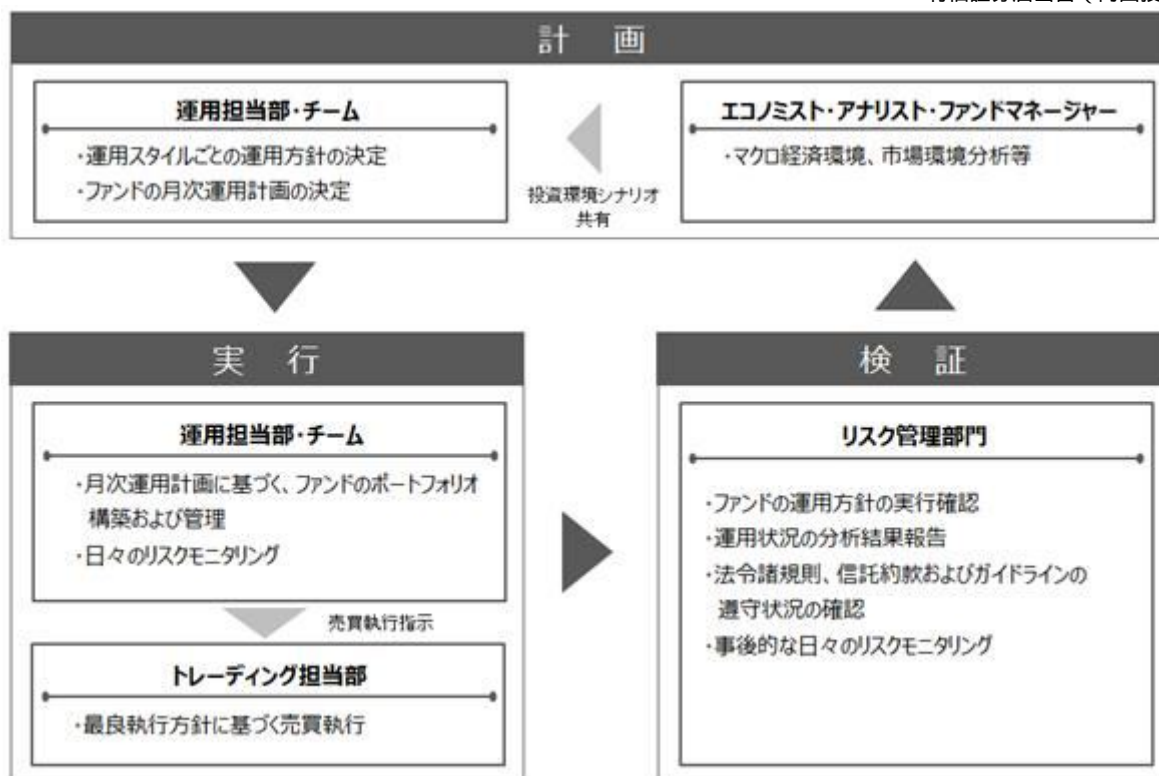 計 画
運用担当部・チーム
・運用スタイルごとの運用方針の決定
・ファンドの月次運用計画の決定
投資環境シナリオ
共有
エコノミスト・アナリスト・ファンドマネージャー
・マクロ経済環境、市場環境分析等
実 行
運用担当部・チーム
・月次運用計画に基づく、ファンドのポートフォリオ
構築および管理
・日々のリスクモニタリング
売買執行指示
トレーディング担当部
・最良執行方針に基づく売買執行
検 証
リスク管理部門
・ファンドの運用方針の実行確認
・運用状況の分析結果報告
・法令諸規則、信託約款およびガイドラインの
遵守状況の確認
・事後的な日々のリスクモニタリング